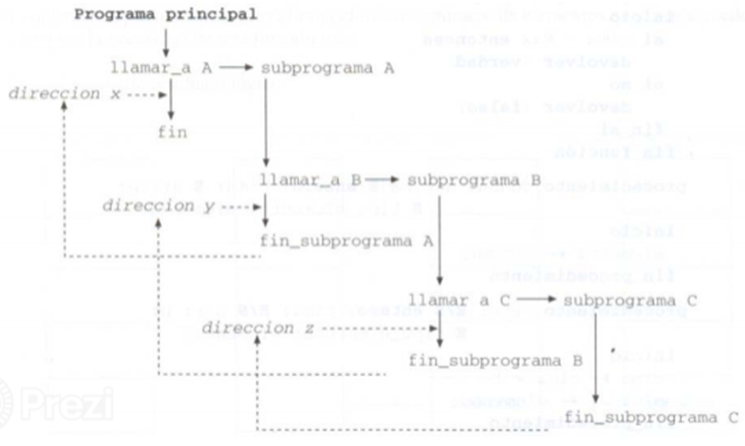 Programa principal
llamar_a A subprograma A
direccion x
fin
llamar_a B subprograma B
direccion y
fin_subprograma A
llamar a C subprograma C
direccion z
fin_subprograma B
fin_subprograma C
Prezi